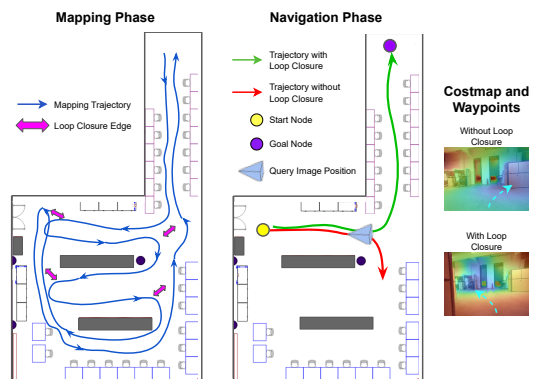 Mapping Phase
Navigation Phase
Mapping Trajectory
Loop Closure Edge
Trajectory with
Loop Closure
Trajectory without
Loop Closure
Start Node
Goal Node
Query Image Position
Costmap and
Waypoints
Without Loop
Closure
With Loop
Closure